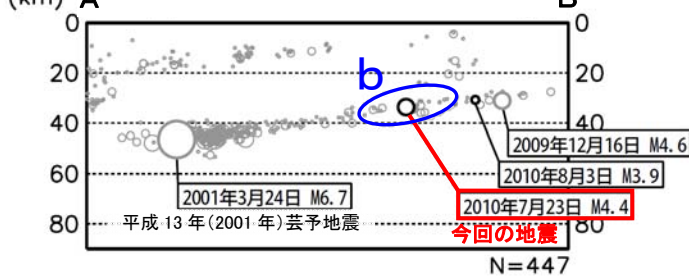 (km) A B
0 0
20 20
b
40 40
2009年12月16日 M4.6
60
2010年8月3日 M3.9
2001年3月24日 M6.7
2010年7月23日 M4.4
80 平成13年(2001年)芸予地震 80
今回の地震
N=447